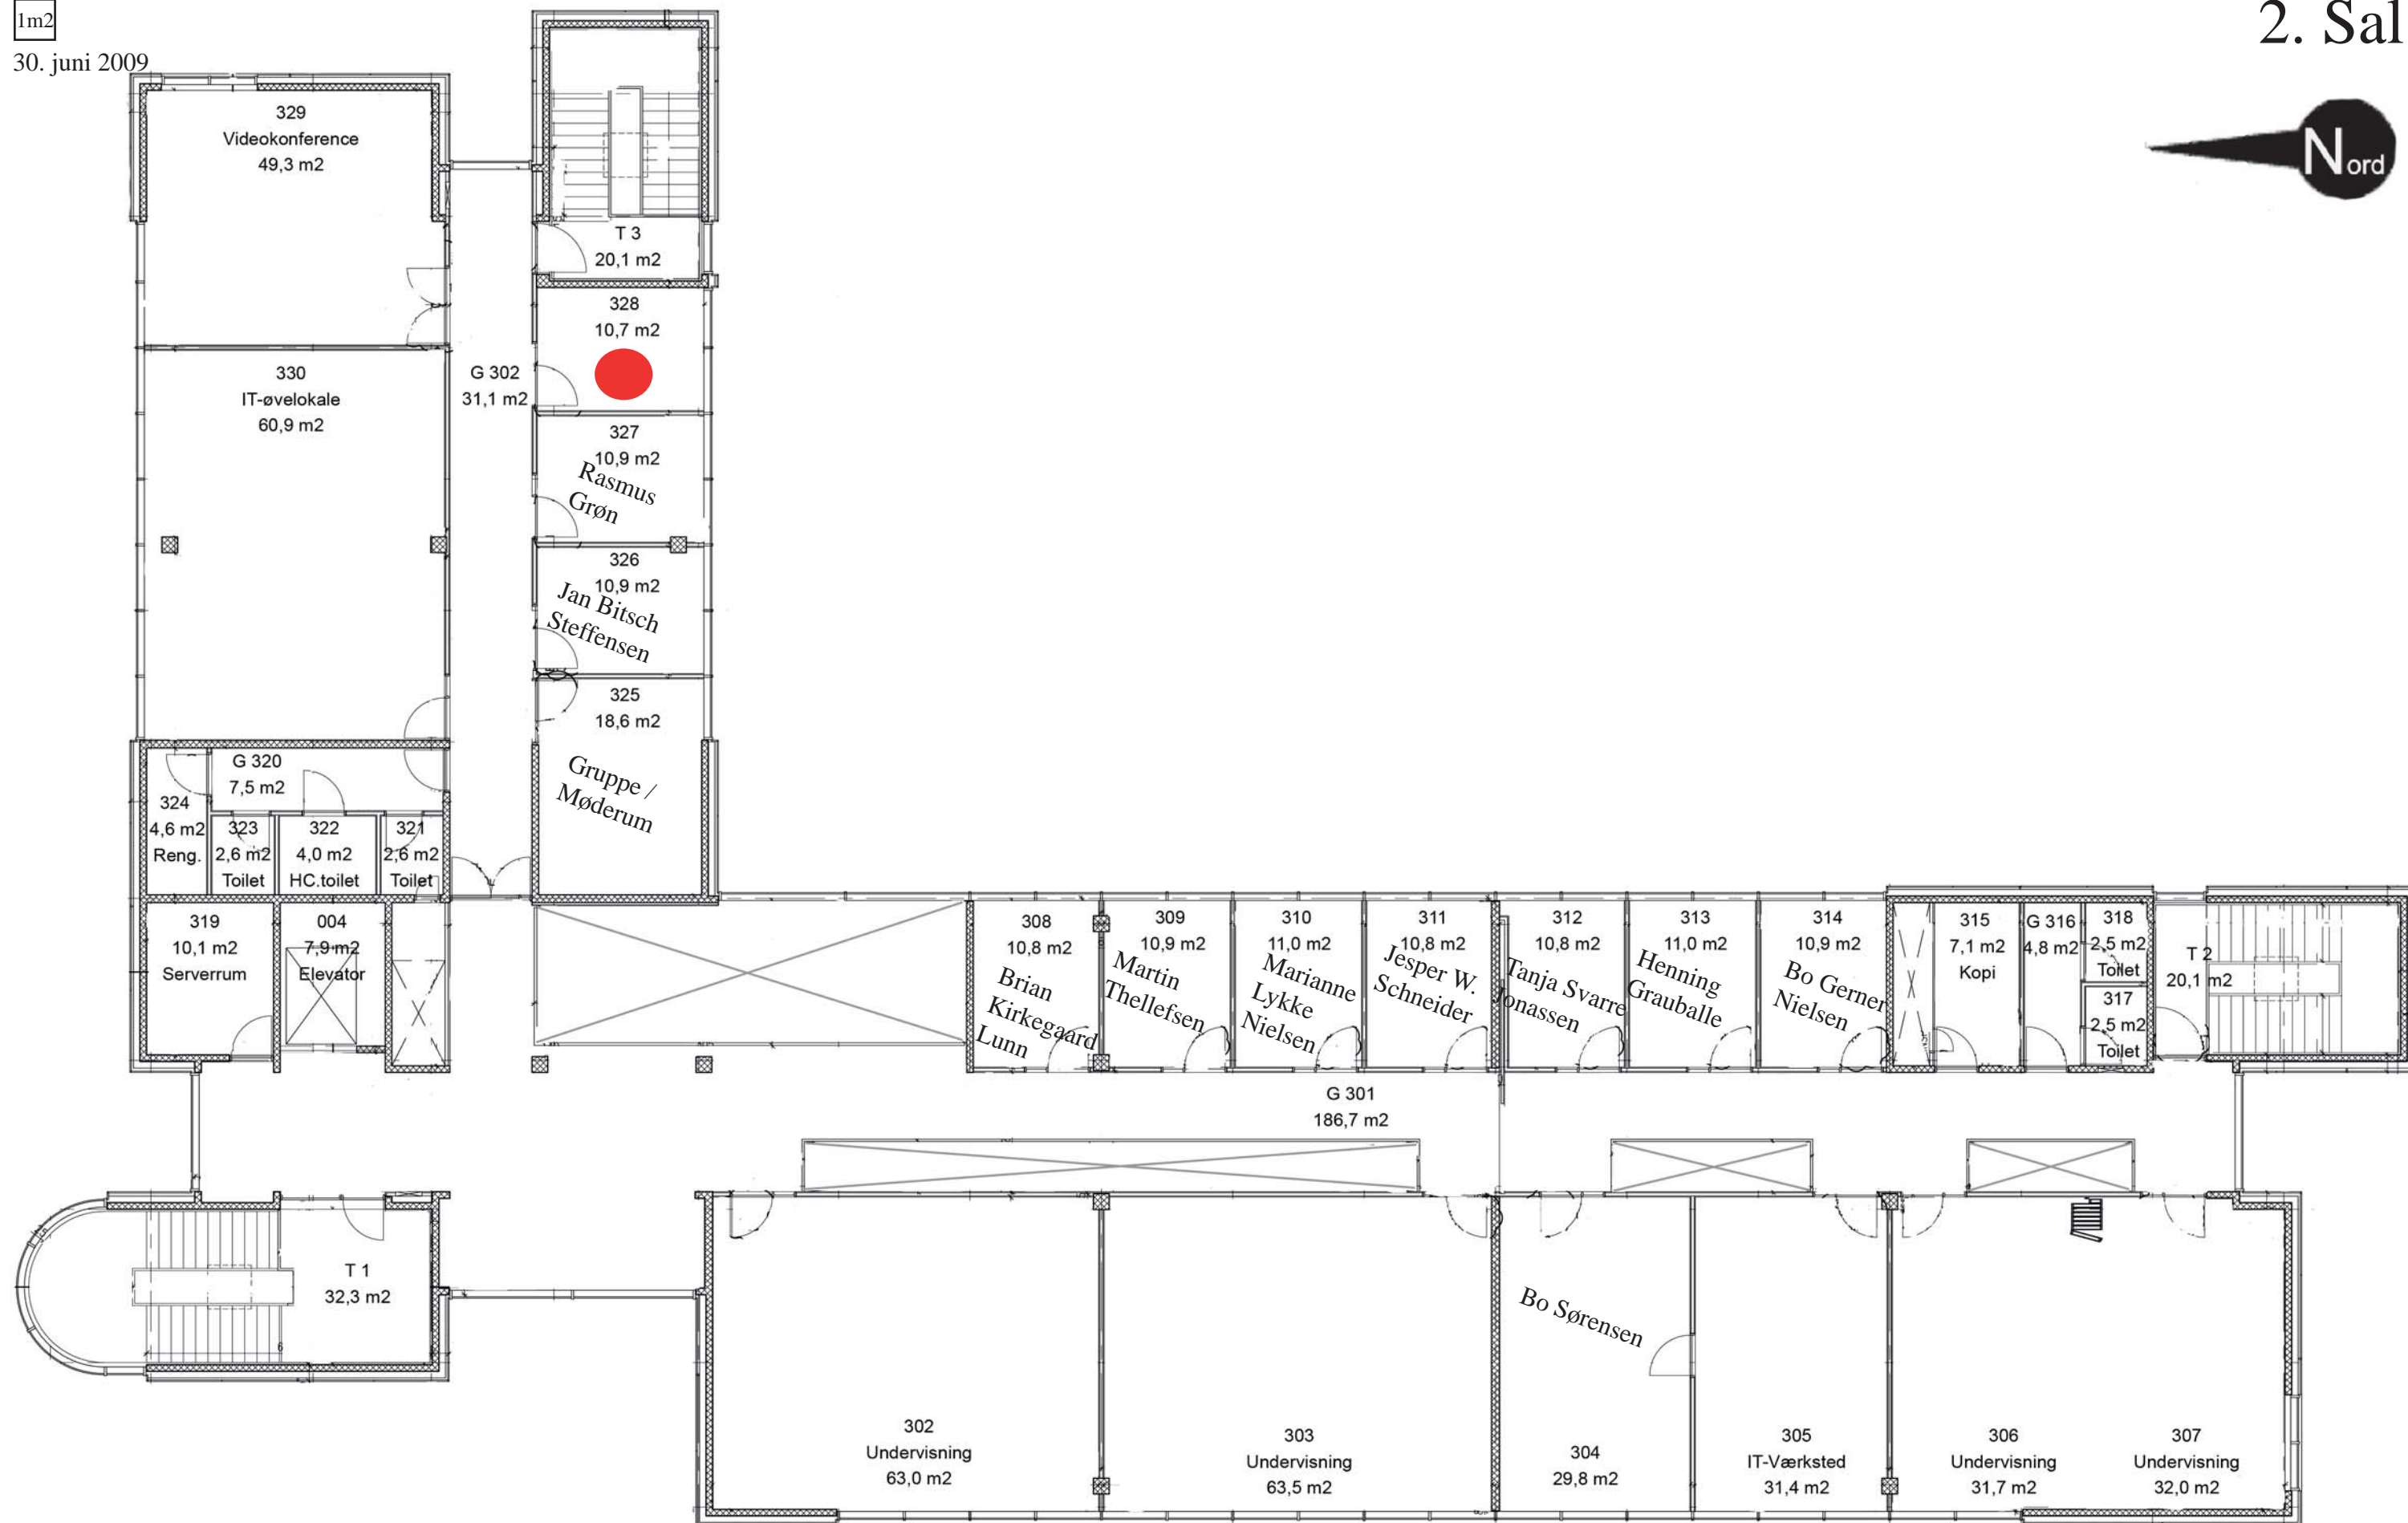 1m2
30. juni 2009
2. Sal
Nord
329
Videokonference
49,3 m2
T 3
20,1 m2
328
10,7 m2
330
IT-øvelokale
60,9 m2
G 302
31,1 m2
327
10,9 m2
Rasmus
Grøn
326
10,9 m2
Jan Bitsch
Steffensen
325
18,6 m2
Gruppe /
Møderum
G 320
7,5 m2
324
4,6 m2
Reng.
323
2,6 m2
Toilet
322
4,0 m2
HC.toilet
321
2,6 m2
Toilet
319
10,1 m2
Serverrum
004
7,9 m2
Elevator
308
10,8 m2
Brian
Kirkegaard
Lunn
309
10,9 m2
Martin
Thellefsen
310
11,0 m2
Marianne
Lykke
Nielsen
311
10,8 m2
Jesper W.
Schneider
312
10,8 m2
Tanja Svarre
Jonassen
313
11,0 m2
Henning
Grauballe
314
10,9 m2
Bo Gerner
Nielsen
315
7,1 m2
Kopi
G 316
4,8 m2
318
2,5 m2
Toilet
317
2,5 m2
Toilet
T 2
20,1 m2
G 301
186,7 m2
T 1
32,3 m2
Bo Sørensen
302
Undervisning
63,0 m2
303
Undervisning
63,5 m2
304
29,8 m2
305
IT-Værksted
31,4 m2
306
Undervisning
31,7 m2
307
Undervisning
32,0 m2